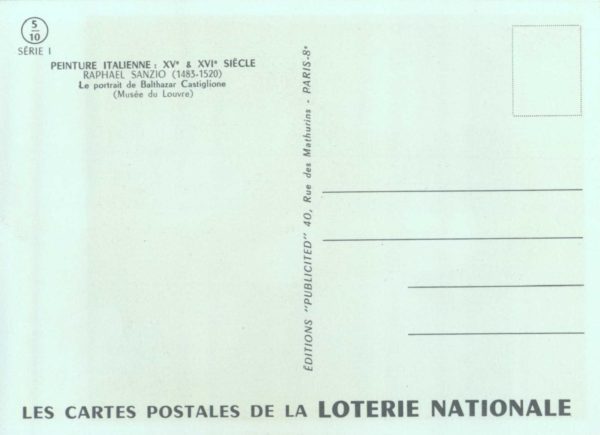 5
10
SÉRIE I
PEINTURE ITALIENNE : XVe & XVIe SIÈCLE
RAPHAEL SANZIO (1483-1520)
Le portrait de Balthazar Castiglione
(Musée du Louvre)
ÉDITIONS "PUBLICITED" 40, Rue des Mathurins - PARIS-8e
LES CARTES POSTALES DE LA LOTERIE NATIONALE